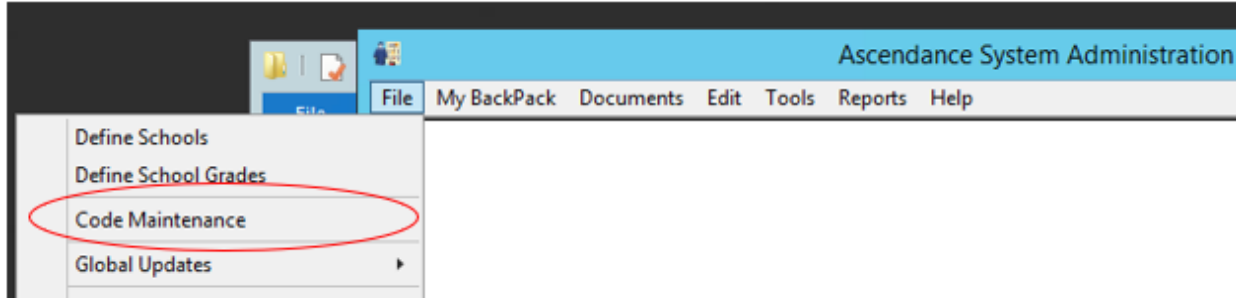 Ascendance System Administration
File
File My BackPack Documents Edit Tools Reports Help
Define Schools
Define School Grades
Code Maintenance
Global Updates